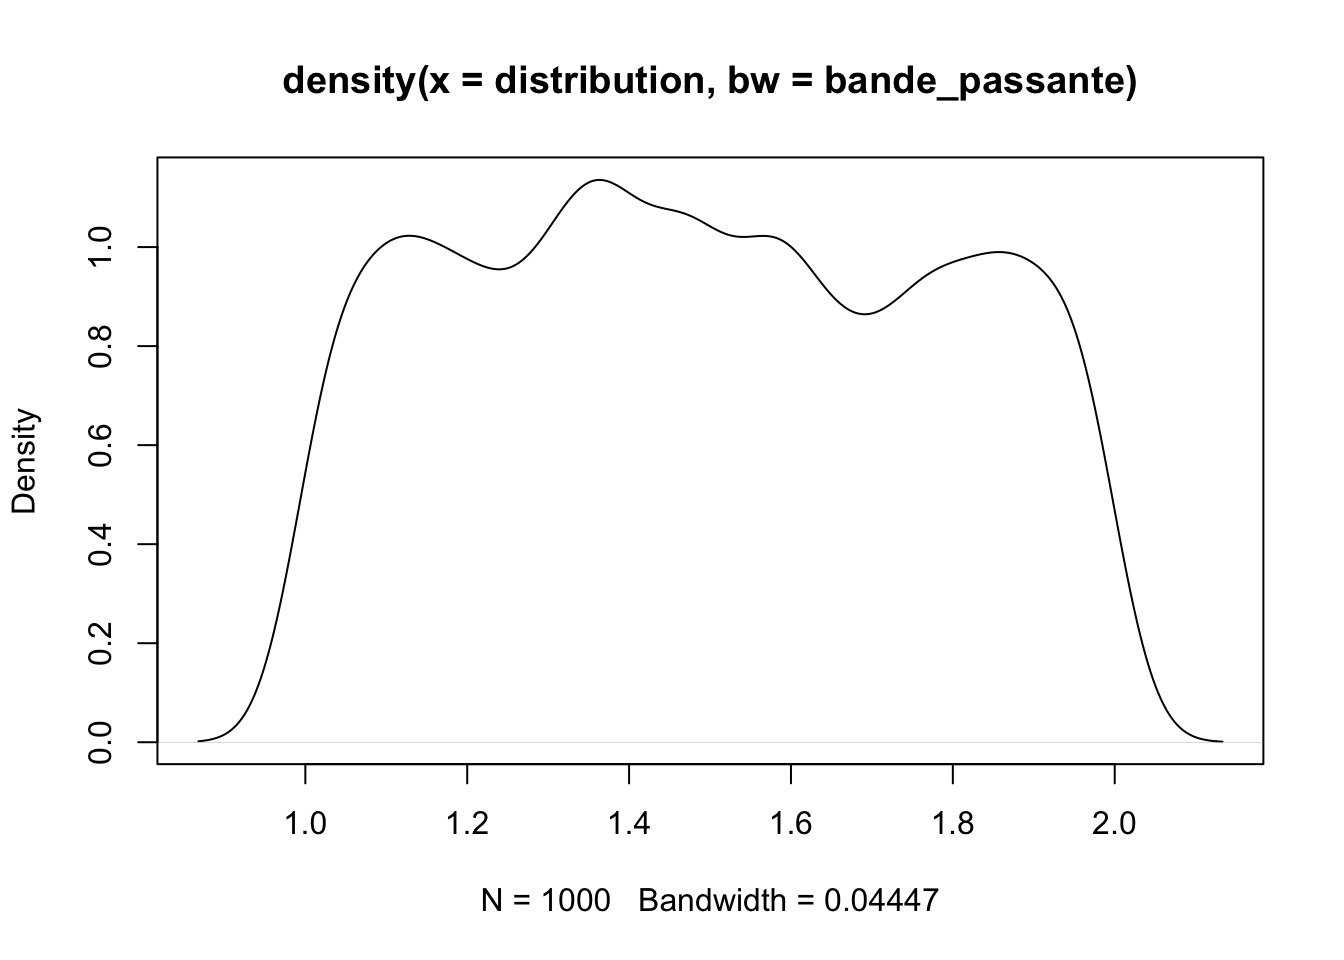 density(x = distribution, bw = bande_passante)
Density
1.0
0.8
0.6
0.4
0.2
0.0
1.0 1.2 1.4 1.6 1.8 2.0
N = 1000 Bandwidth = 0.04447